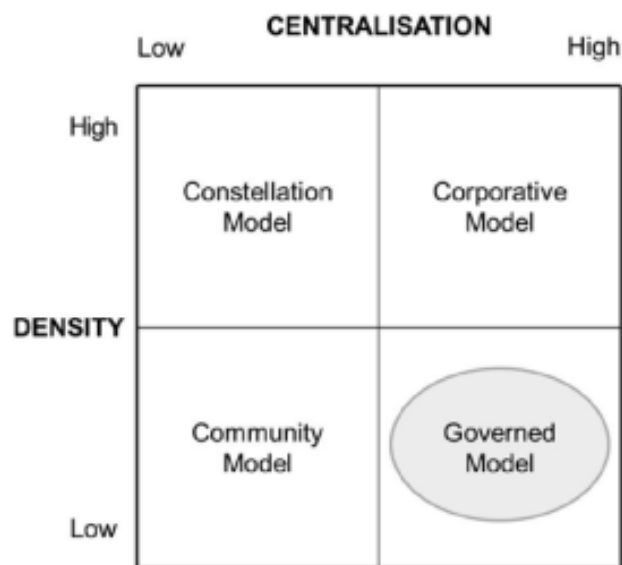 CENTRALISATION
Low
High
High
Constellation
Model
Corporative
Model
DENSITY
Community
Model
Governed
Model
Low